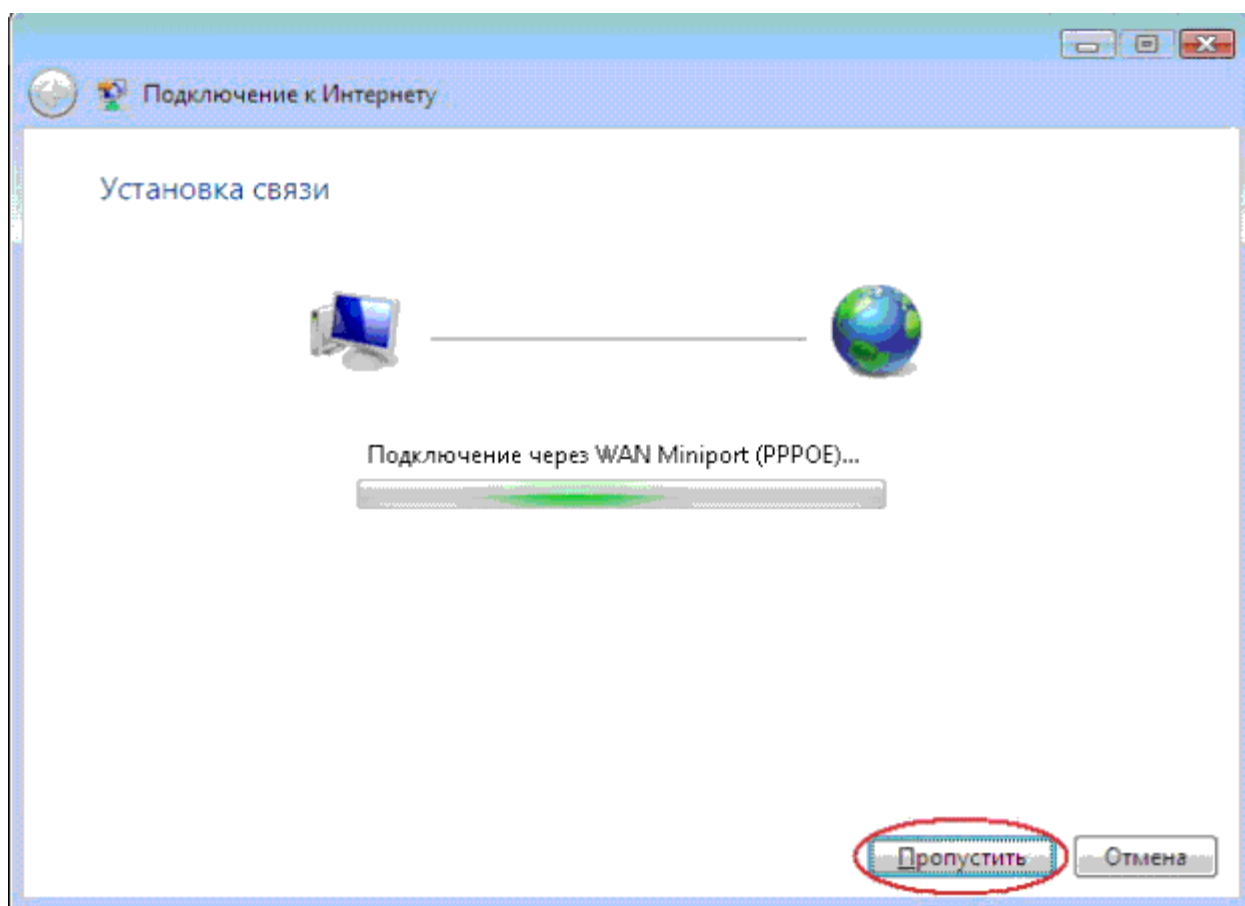 Подключение к Интернету
Установка связи
Подключение через WAN Miniport (PPPOE)...
Пропустить
Отмена